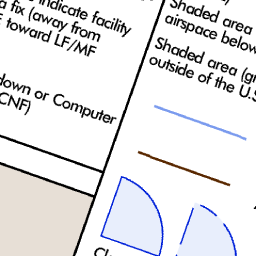 indicate facility
a fix (away from
toward LF/MF
down or Computer
CNF)
Shaded area
airspace below
Shaded area (gr
outside of the U.S